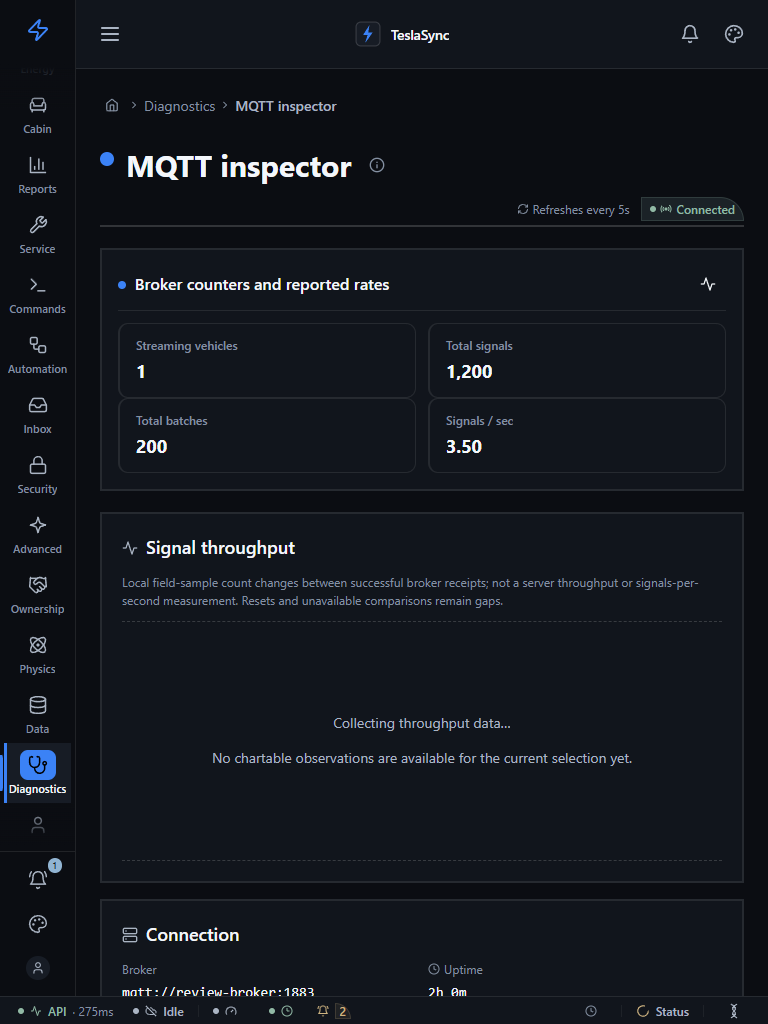 TeslaSync
Energy
Cabin
Reports
Service
Commands
Automation
Inbox
Security
Advanced
Ownership
Physics
Data
Diagnostics
1
Diagnostics > MQTT inspector
MQTT inspector
Refreshes every 5s
Connected
Broker counters and reported rates
Streaming vehicles
1
Total signals
1,200
Total batches
200
Signals / sec
3.50
Signal throughput
Local field-sample count changes between successful broker receipts; not a server throughput or signals-per-
second measurement. Resets and unavailable comparisons remain gaps.
Collecting throughput data...
No chartable observations are available for the current selection yet.
Connection
Broker
mqtt://review-broker:1883
Uptime
2h 0m
API · 275ms
Idle
2
Status